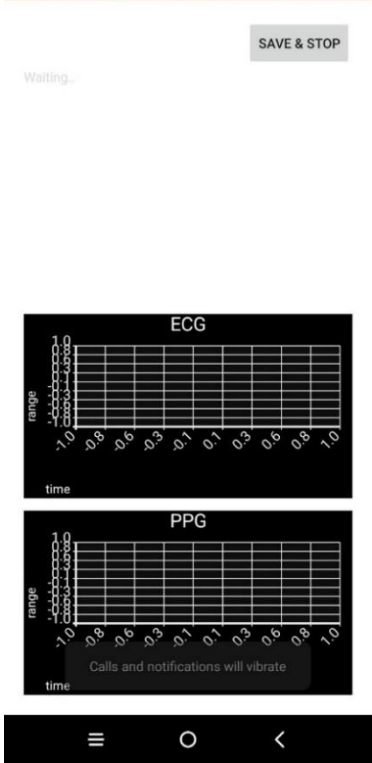 SAVE & STOP
Waiting..
ECG
1.0
0.8
0.6
0.3
0.1
-0.1
-0.3
-0.6
-0.8
-1.0
range
-1.0 -0.8 -0.6 -0.3 -0.1 0.1 0.3 0.6 0.8 1.0
time
PPG
1.0
0.8
0.6
0.3
0.1
-0.1
-0.3
-0.6
-0.8
-1.0
range
-1.0 -0.8 -0.6 -0.3 -0.1 0.1 0.3 0.6 0.8 1.0
Calls and notifications will vibrate
time